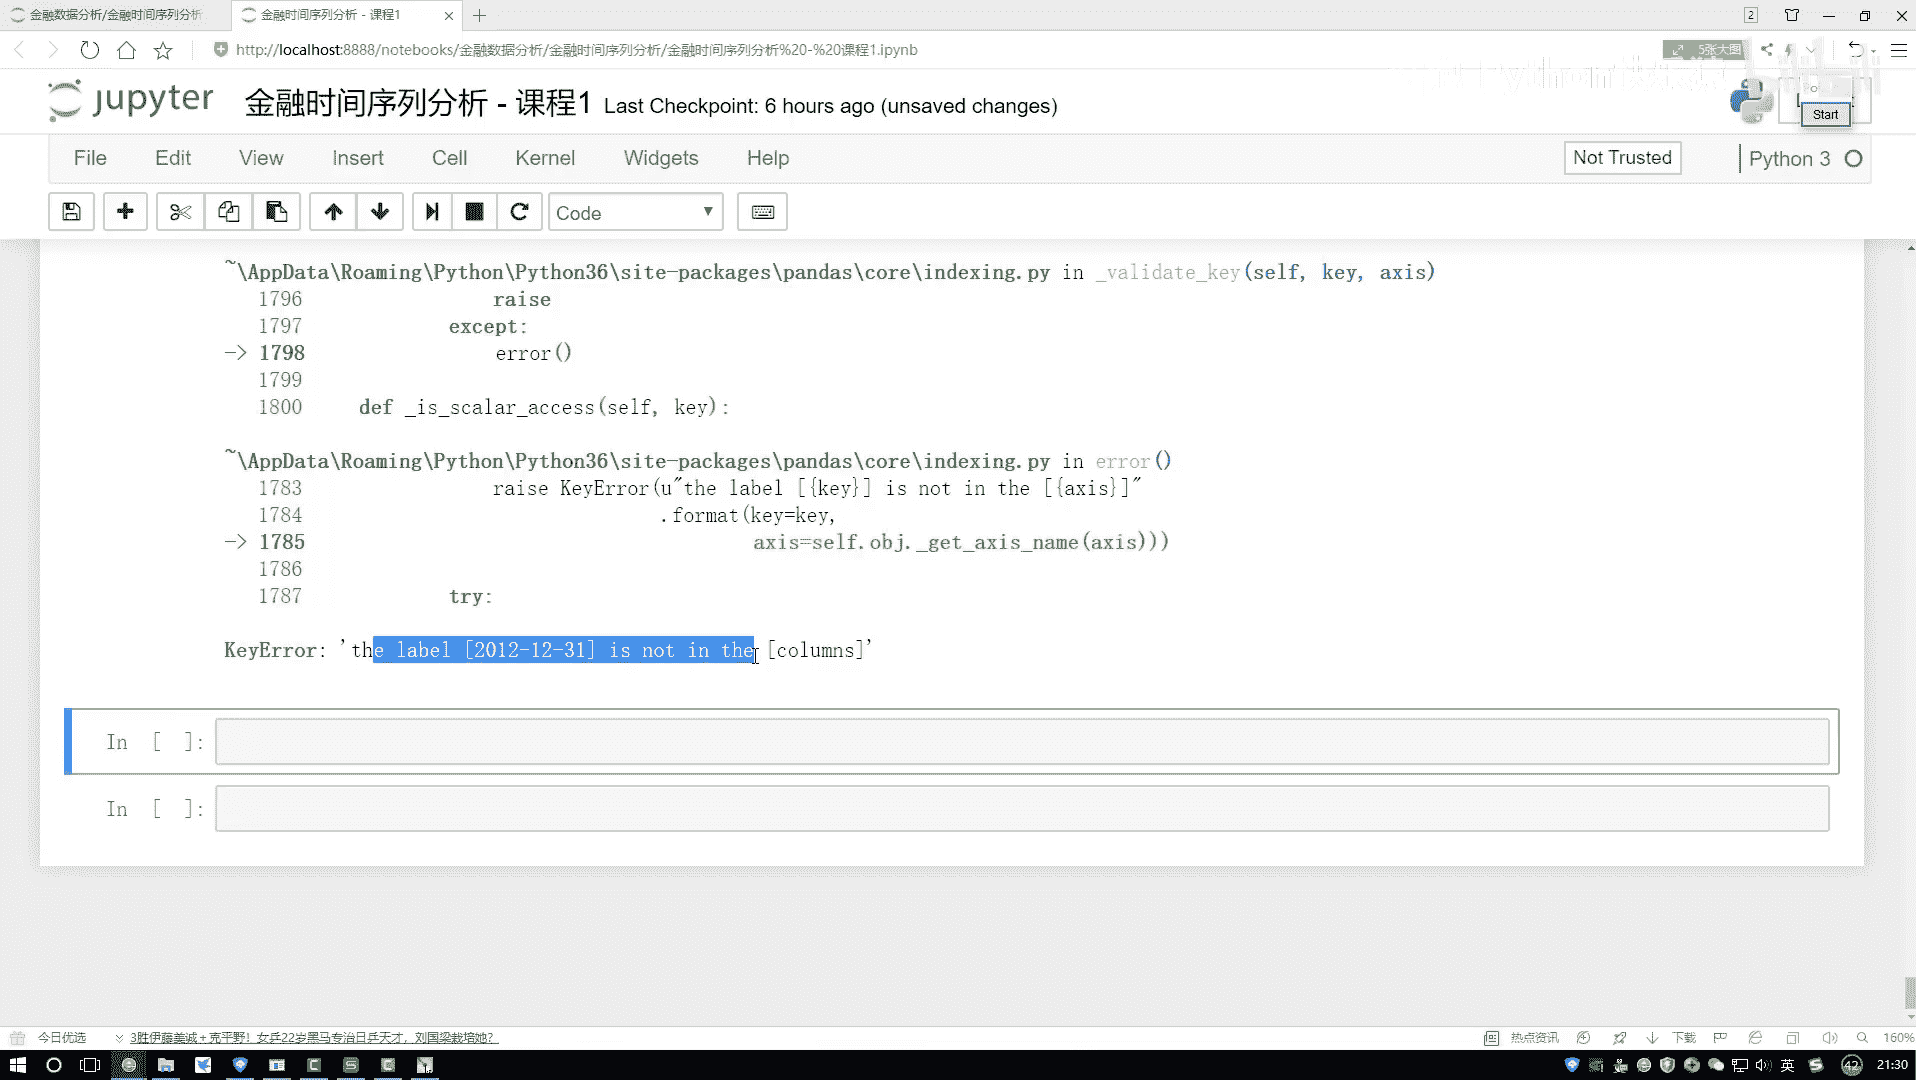 金融数据分析/金融时间序列分析
金融时间序列分析 - 课程1
2
http://localhost:8888/notebooks/金融数据分析/金融时间序列分析/金融时间序列分析%20-%20课程1.ipynb
5张大图
jupyter 金融时间序列分析 - 课程1 Last Checkpoint: 6 hours ago (unsaved changes)
Start
File Edit View Insert Cell Kernel Widgets Help Not Trusted Python 3
Code
~\AppData\Roaming\Python\Python36\site-packages\pandas\core\indexing.py in _validate_key(self, key, axis)
1796 raise
1797 except:
-> 1798 error()
1799
1800 def _is_scalar_access(self, key):
~\AppData\Roaming\Python\Python36\site-packages\pandas\core\indexing.py in error()
1783 raise KeyError(u"the label [{key}] is not in the [{axis}]"
1784 .format(key=key,
-> 1785 axis=self.obj._get_axis_name(axis)))
1786
1787 try:
KeyError: 'the label [2012-12-31] is not in the [columns]'
In [ ]:
In [ ]:
今日优选 3胜伊藤美诚+克平野！女乒22岁黑马专治日乒天才，刘国梁栽培她？ 热点资讯 下载 160%
英 42 21:30